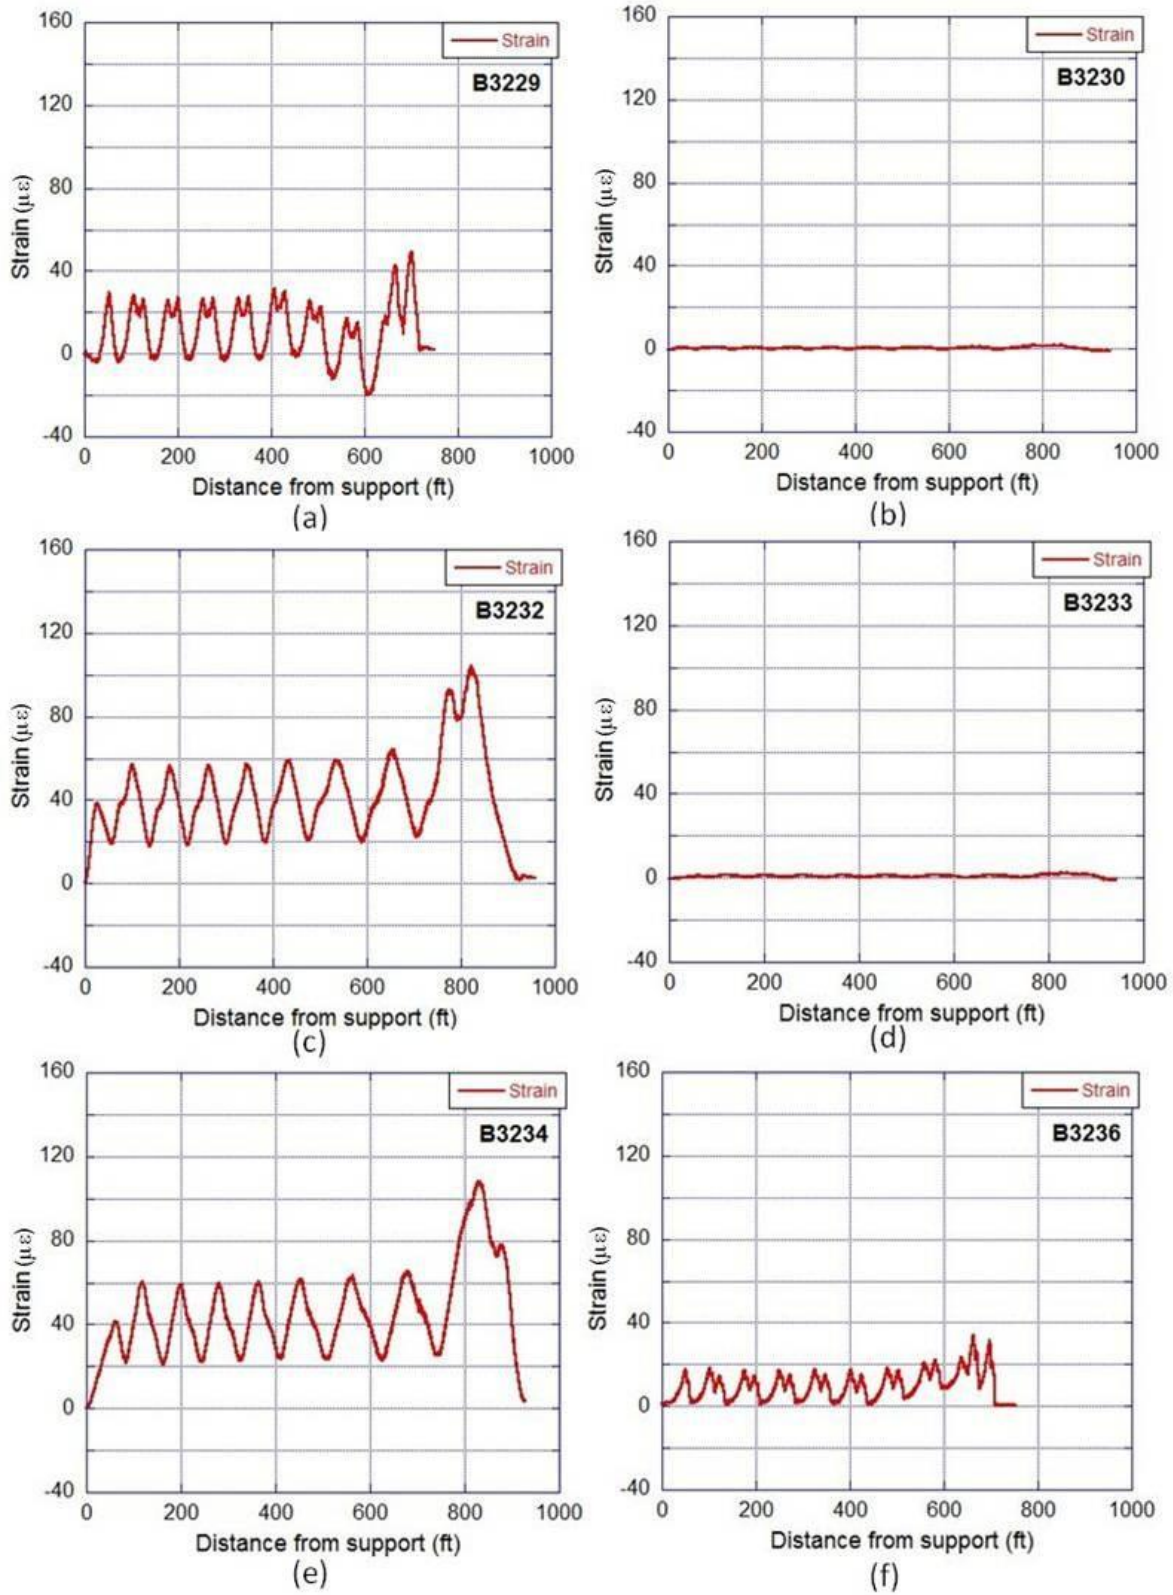 160
120
80
40
0
-40
Strain (µε)
Strain
B3229
0 200 400 600 800 1000
Distance from support (ft)
(a)
160
120
80
40
0
-40
Strain (µε)
Strain
B3230
0 200 400 600 800 1000
Distance from support (ft)
(b)
160
120
80
40
0
-40
Strain (µε)
Strain
B3232
0 200 400 600 800 1000
Distance from support (ft)
(c)
160
120
80
40
0
-40
Strain (µε)
Strain
B3233
0 200 400 600 800 1000
Distance from support (ft)
(d)
160
120
80
40
0
-40
Strain (µε)
Strain
B3234
0 200 400 600 800 1000
Distance from support (ft)
(e)
160
120
80
40
0
-40
Strain (µε)
Strain
B3236
0 200 400 600 800 1000
Distance from support (ft)
(f)